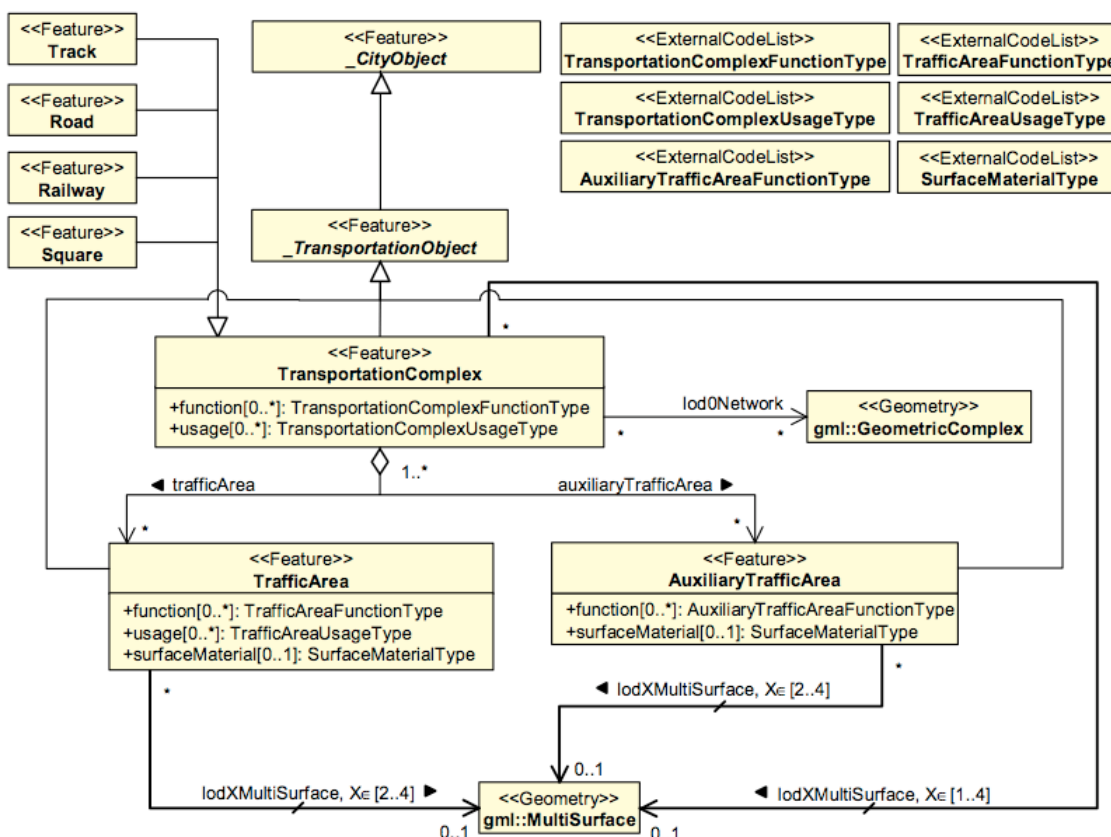 <<Feature>>
Track
<<Feature>>
Road
<<Feature>>
Railway
<<Feature>>
Square
<<Feature>>
_CityObject
<<Feature>>
_TransportationObject
<<ExternalCodeList>>
TransportationComplexFunctionType
<<ExternalCodeList>>
TrafficAreaFunctionType
<<ExternalCodeList>>
TransportationComplexUsageType
<<ExternalCodeList>>
TrafficAreaUsageType
<<ExternalCodeList>>
AuxiliaryTrafficAreaFunctionType
<<ExternalCodeList>>
SurfaceMaterialType
*
<<Feature>>
TransportationComplex
+function[0..*]: TransportationComplexFunctionType
+usage[0..*]: TransportationComplexUsageType
lod0Network
*
*
<<Geometry>>
gml::GeometricComplex
1..*
◄ trafficArea
auxiliaryTrafficArea ►
*
*
<<Feature>>
TrafficArea
+function[0..*]: TrafficAreaFunctionType
+usage[0..*]: TrafficAreaUsageType
+surfaceMaterial[0..1]: SurfaceMaterialType
<<Feature>>
AuxiliaryTrafficArea
+function[0..*]: AuxiliaryTrafficAreaFunctionType
+surfaceMaterial[0..1]: SurfaceMaterialType
*
*
◄ lodXMultiSurface, X∈ [2..4]
0..1
lodXMultiSurface, X∈ [2..4] ►
◄ lodXMultiSurface, X∈ [1..4]
<<Geometry>>
gml::MultiSurface
0..1
0..1